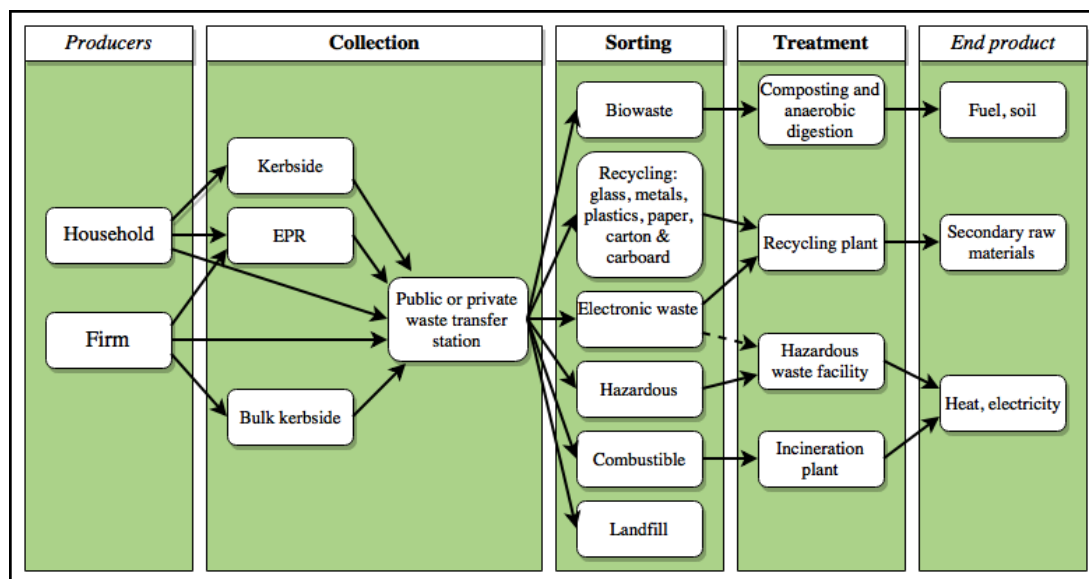 Producers
Collection
Sorting
Treatment
End product
Household
Firm
Kerbside
EPR
Bulk kerbside
Public or private
waste transfer
station
Biowaste
Recycling:
glass, metals,
plastics, paper,
carton &
carboard
Electronic waste
Hazardous
Combustible
Landfill
Composting and
anaerobic
digestion
Recycling plant
Hazardous
waste facility
Incineration
plant
Fuel, soil
Secondary raw
materials
Heat, electricity